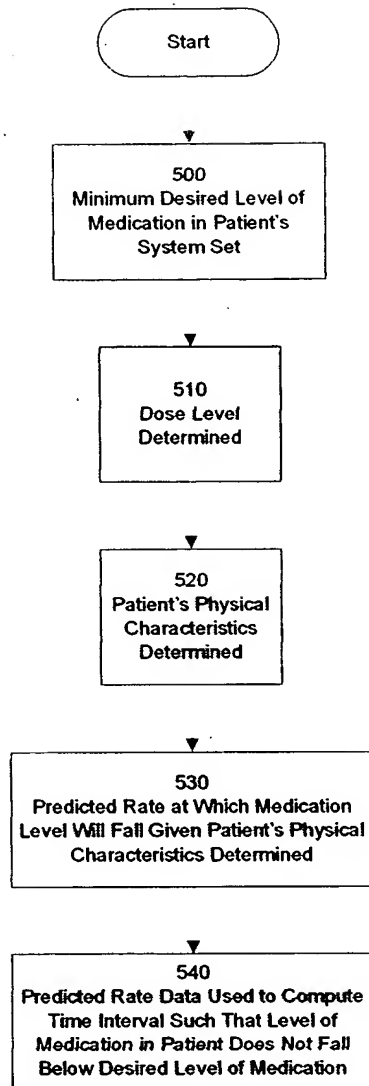 Start
500
Minimum Desired Level of
Medication in Patient's
System Set
510
Dose Level
Determined
520
Patient's Physical
Characteristics
Determined
530
Predicted Rate at Which Medication
Level Will Fall Given Patient's Physical
Characteristics Determined
540
Predicted Rate Data Used to Compute
Time Interval Such That Level of
Medication in Patient Does Not Fall
Below Desired Level of Medication